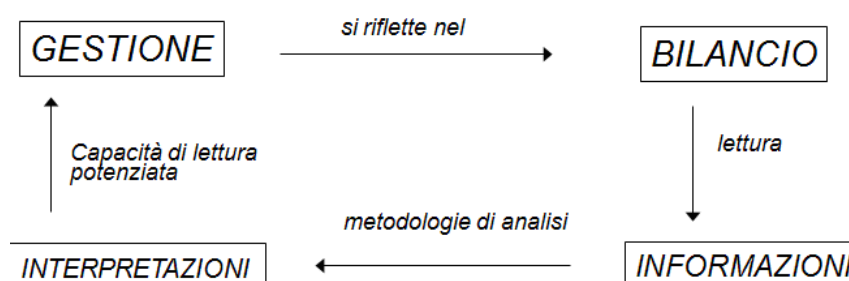 GESTIONE
si riflette nel
BILANCIO
Capacità di lettura
potenziata
lettura
metodologie di analisi
INTERPRETAZIONI
INFORMAZIONI